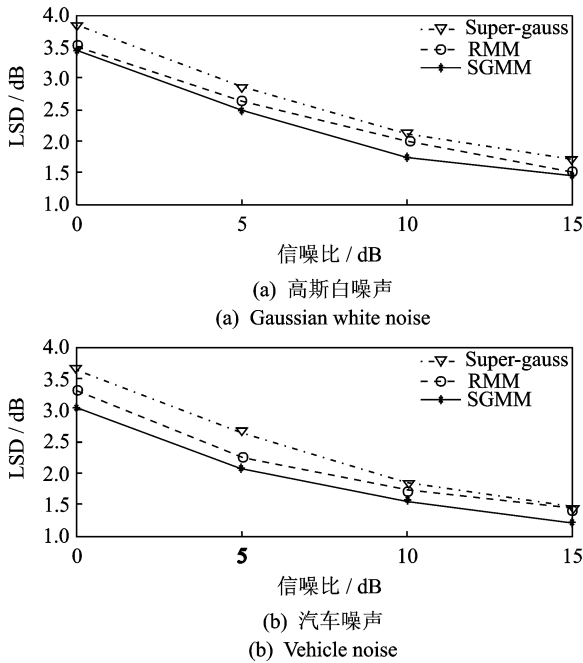 4.0
3.5
3.0
2.5
2.0
1.5
1.0
LSD / dB
Super-gauss
RMM
SGMM
0 5 10 15
信噪比 / dB
(a) 高斯白噪声
(a) Gaussian white noise
4.0
3.5
3.0
2.5
2.0
1.5
1.0
LSD / dB
Super-gauss
RMM
SGMM
0 5 10 15
信噪比 / dB
(b) 汽车噪声
(b) Vehicle noise